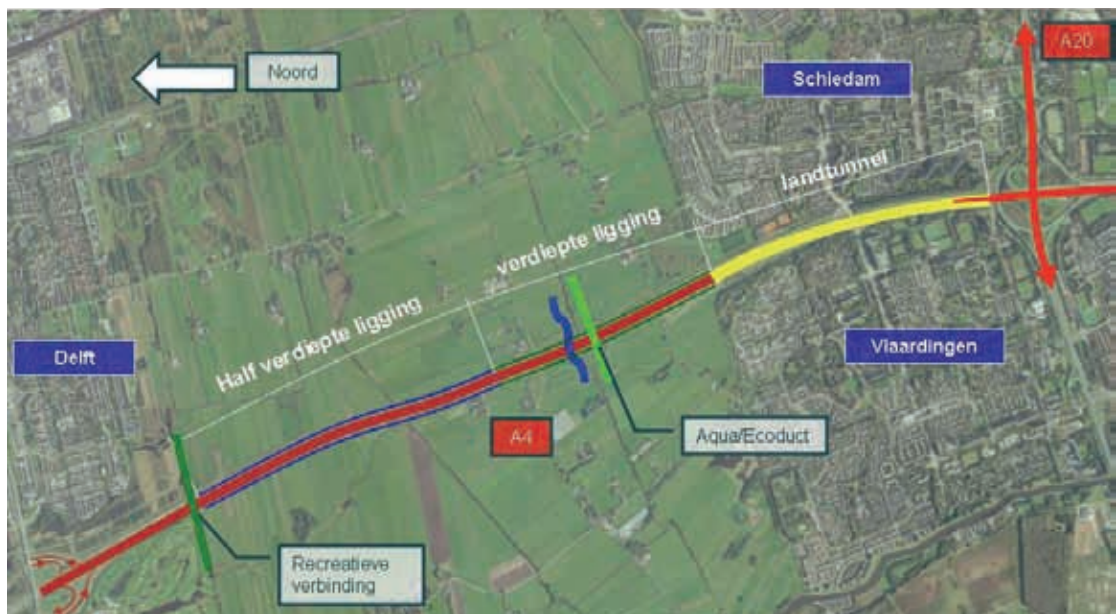 A20
Noord
Schiedam
landtunnel
verdiepte ligging
Half verdiepte ligging
Delft
Vlaardingen
A4
Aqua/Ecoduct
Recreatieve
verbinding